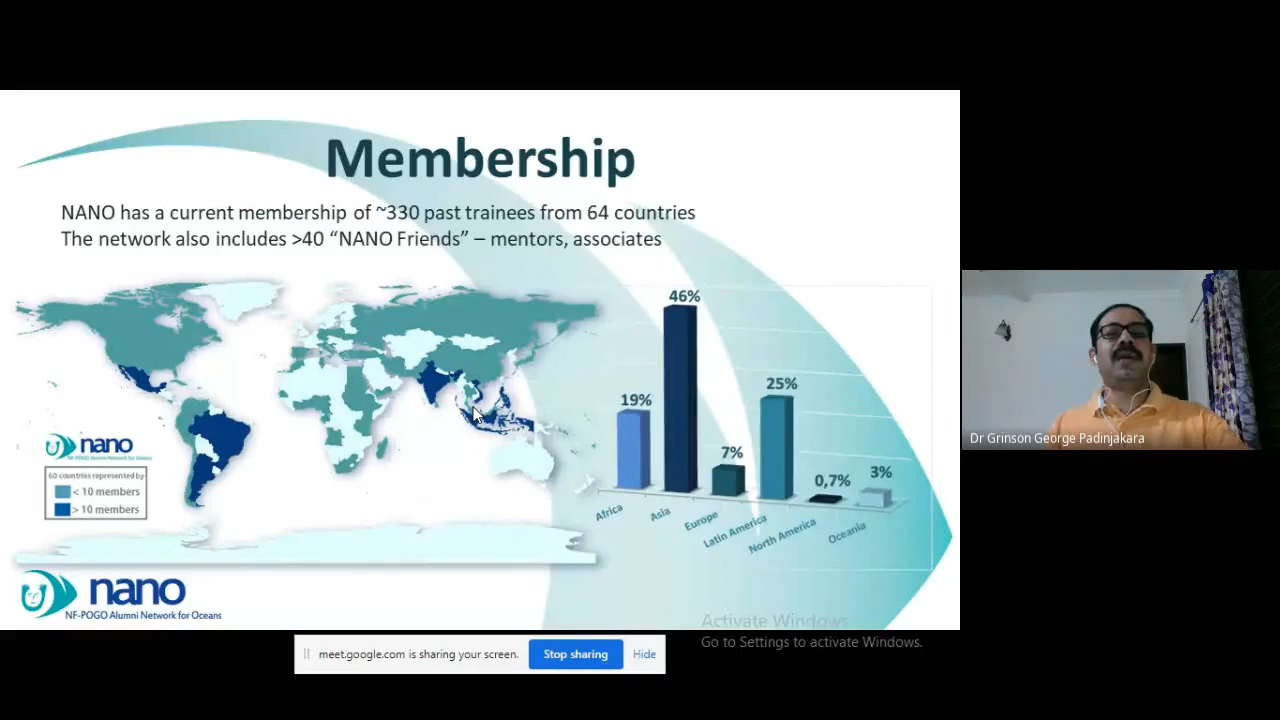 Membership
NANO has a current membership of ~330 past trainees from 64 countries
The network also includes >40 “NANO Friends” – mentors, associates
46%
25%
19%
7%
0,7%
3%
Africa
Asia
Europe
Latin America
North America
Oceania
nano
NF-POGO Alumni Network for Oceans
60 countries represented by
< 10 members
> 10 members
nano
NF-POGO Alumni Network for Oceans
Dr Grinson George Padinjakara
Activate Windows
Go to Settings to activate Windows.
meet.google.com is sharing your screen.
Stop sharing
Hide